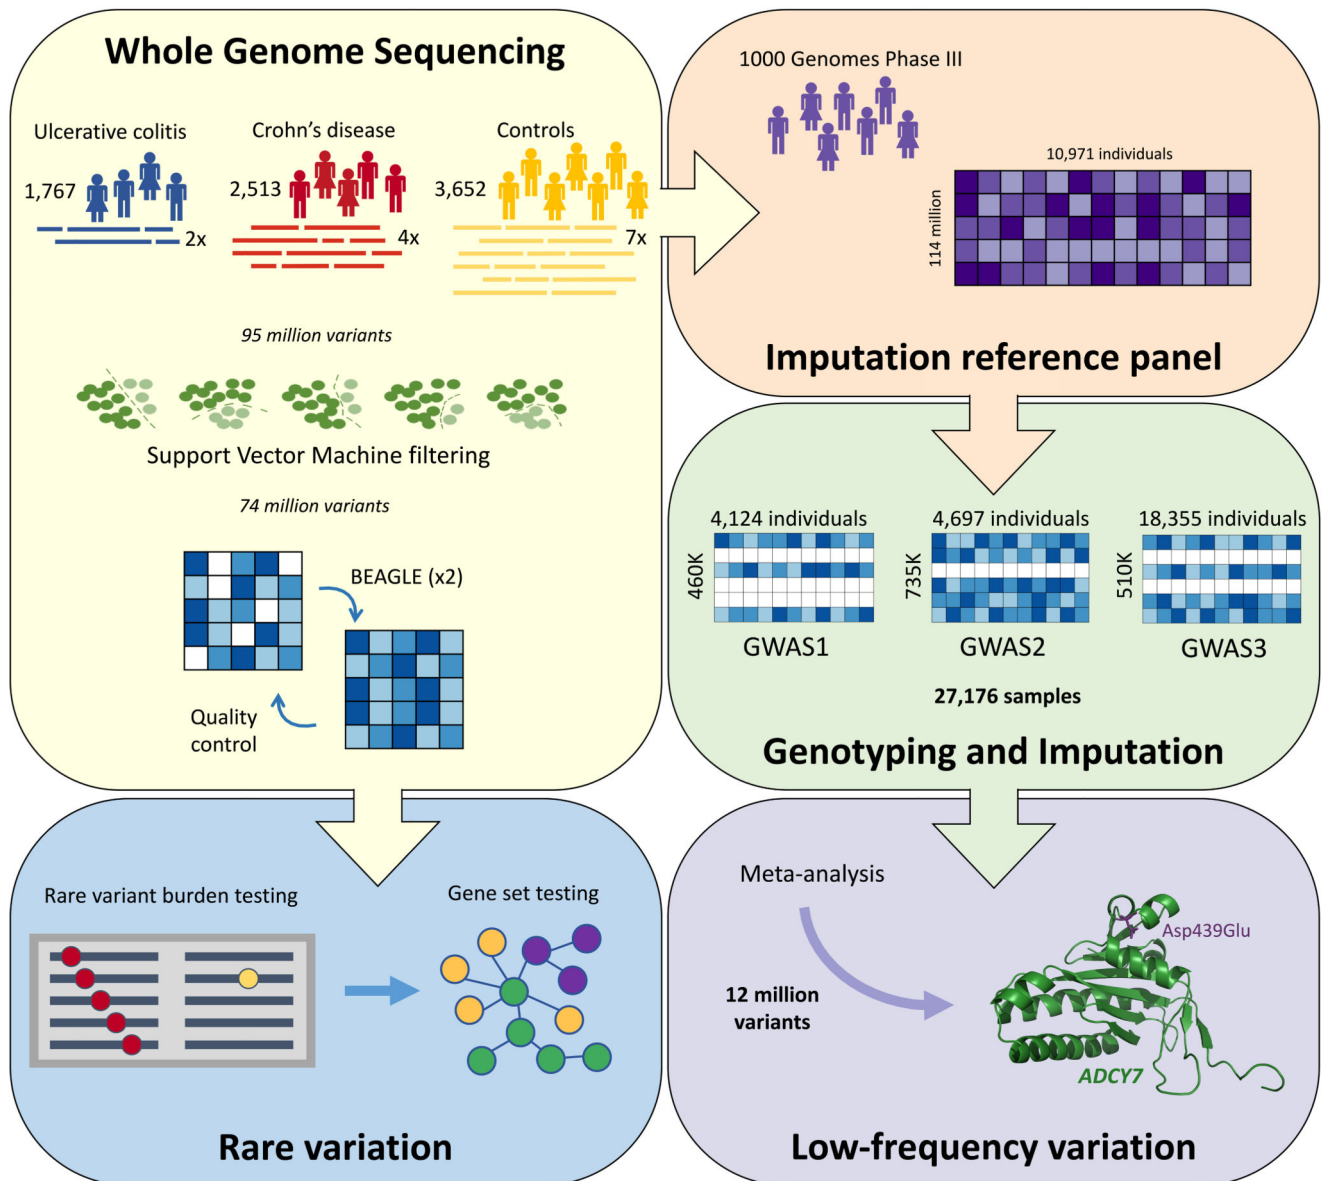 Whole Genome Sequencing
Ulcerative colitis
Crohn's disease
Controls
1,767
2,513
3,652
2x
4x
7x
95 million variants
Support Vector Machine filtering
74 million variants
BEAGLE (x2)
Quality
control
1000 Genomes Phase III
10,971 individuals
114 million
Imputation reference panel
4,124 individuals
4,697 individuals
18,355 individuals
460K
735K
510K
GWAS1
GWAS2
GWAS3
27,176 samples
Genotyping and Imputation
Rare variant burden testing
Gene set testing
Rare variation
Meta-analysis
Asp439Glu
12 million
variants
ADCY7
Low-frequency variation